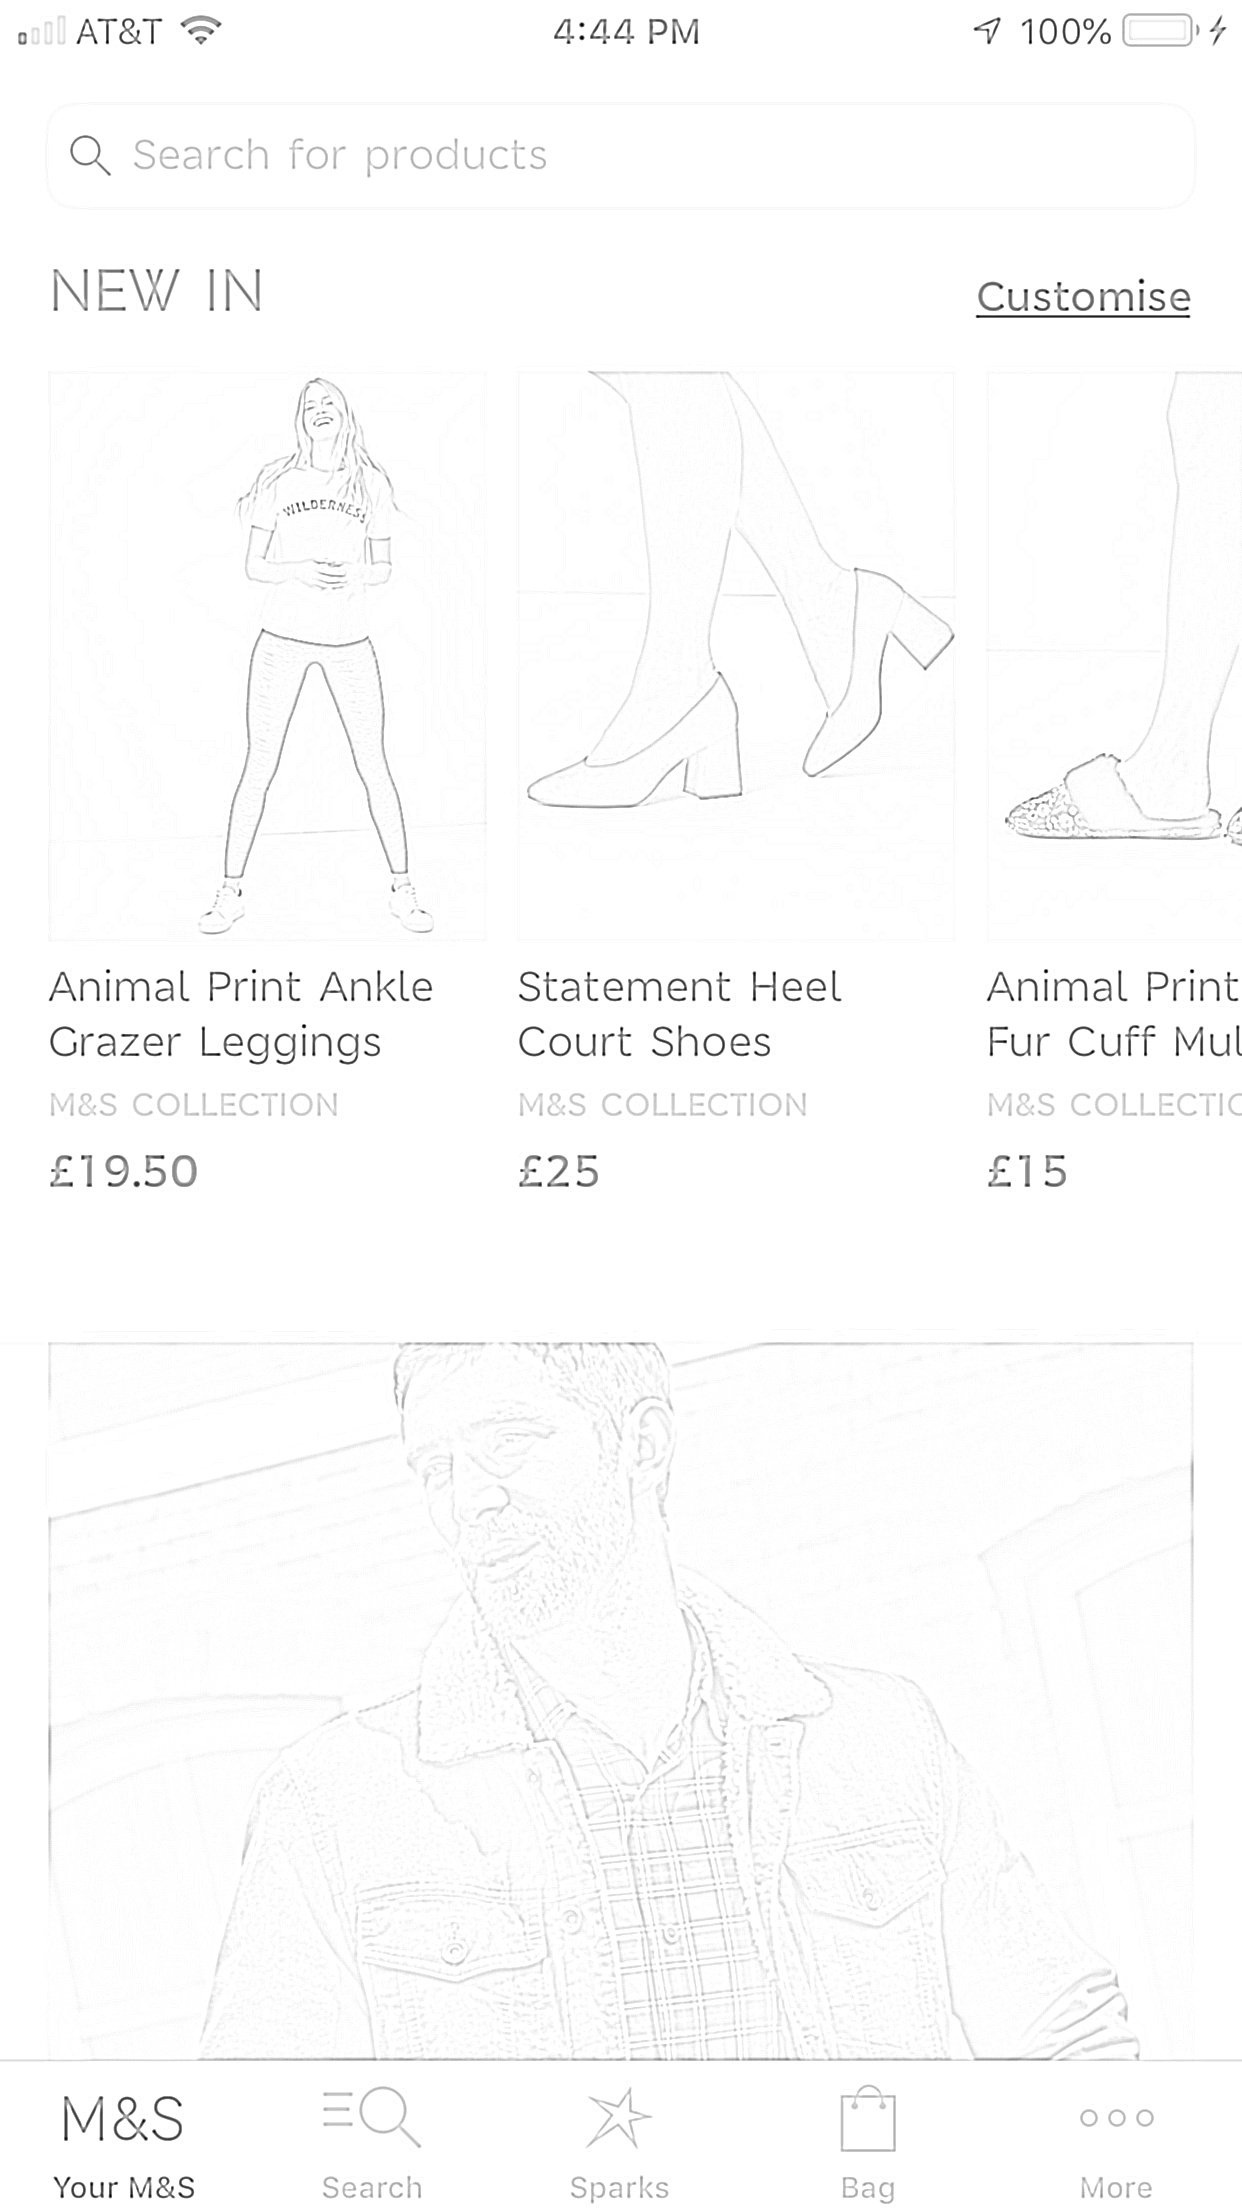 AT&T 4:44 PM 100%
Search for products
NEW IN Customise
WILDERNESS
Animal Print Ankle
Grazer Leggings
M&S COLLECTION
£19.50
Statement Heel
Court Shoes
M&S COLLECTION
£25
Animal Print
Fur Cuff Mul
M&S COLLECTIO
£15
M&S
Your M&S
Search
Sparks
Bag
More